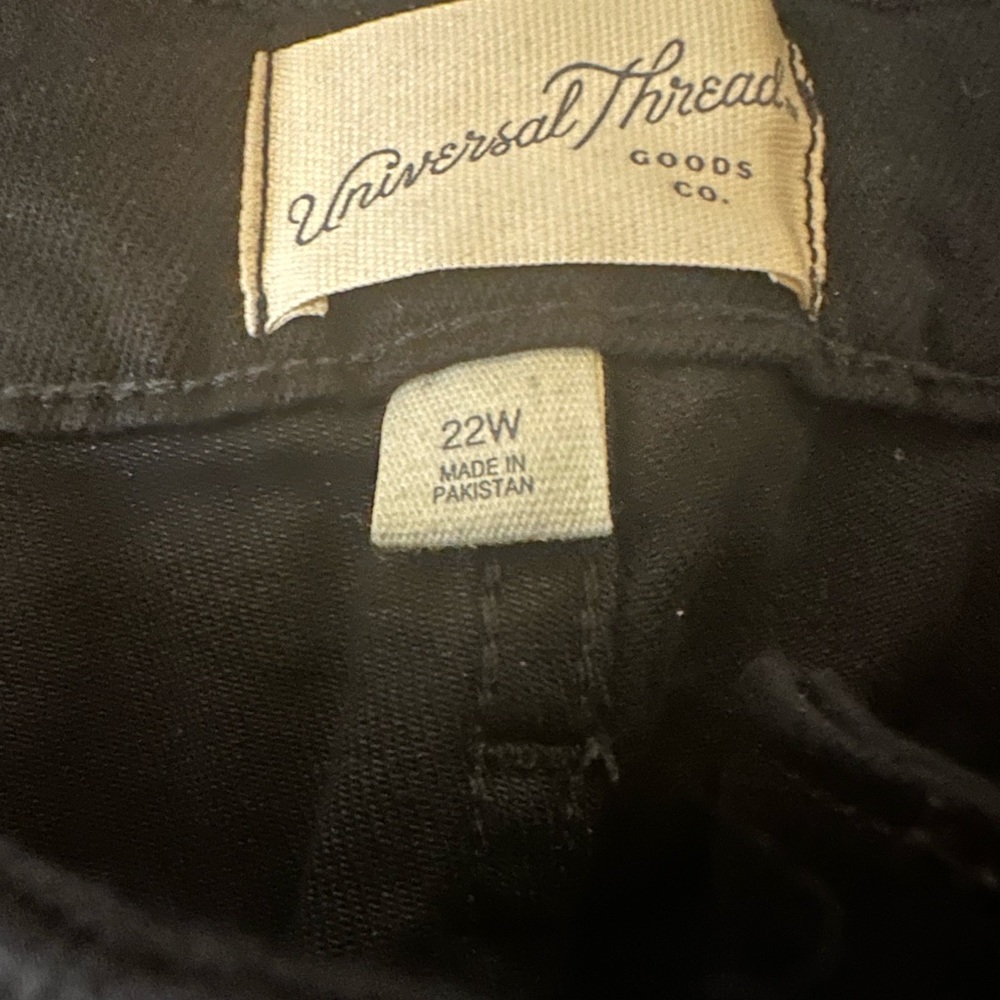 Universal Thread
GOODS
CO.
22W
MADE IN
PAKISTAN